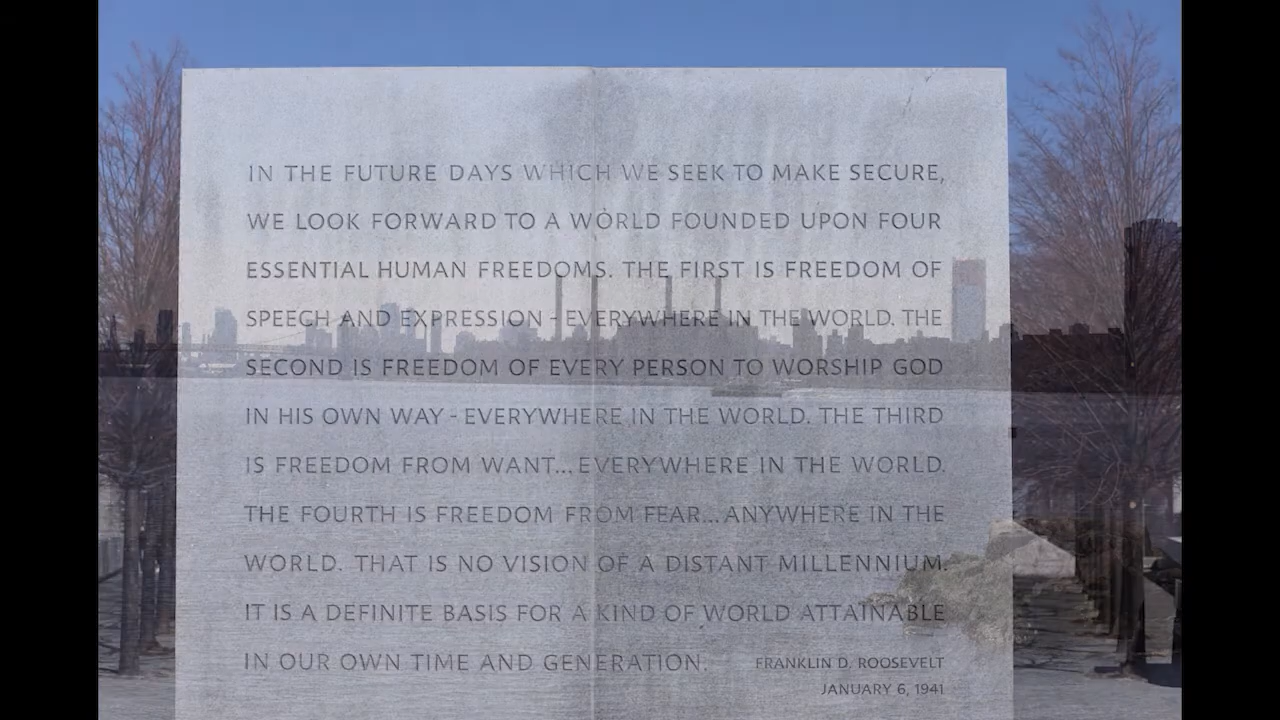 IN THE FUTURE DAYS WHICH WE SEEK TO MAKE SECURE,
WE LOOK FORWARD TO A WORLD FOUNDED UPON FOUR
ESSENTIAL HUMAN FREEDOMS. THE FIRST IS FREEDOM OF
SPEECH AND EXPRESSION - EVERYWHERE IN THE WORLD. THE
SECOND IS FREEDOM OF EVERY PERSON TO WORSHIP GOD
IN HIS OWN WAY - EVERYWHERE IN THE WORLD. THE THIRD
IS FREEDOM FROM WANT... EVERYWHERE IN THE WORLD.
THE FOURTH IS FREEDOM FROM FEAR... ANYWHERE IN THE
WORLD. THAT IS NO VISION OF A DISTANT MILLENNIUM.
IT IS A DEFINITE BASIS FOR A KIND OF WORLD ATTAINABLE
IN OUR OWN TIME AND GENERATION. FRANKLIN D. ROOSEVELT
JANUARY 6, 1941